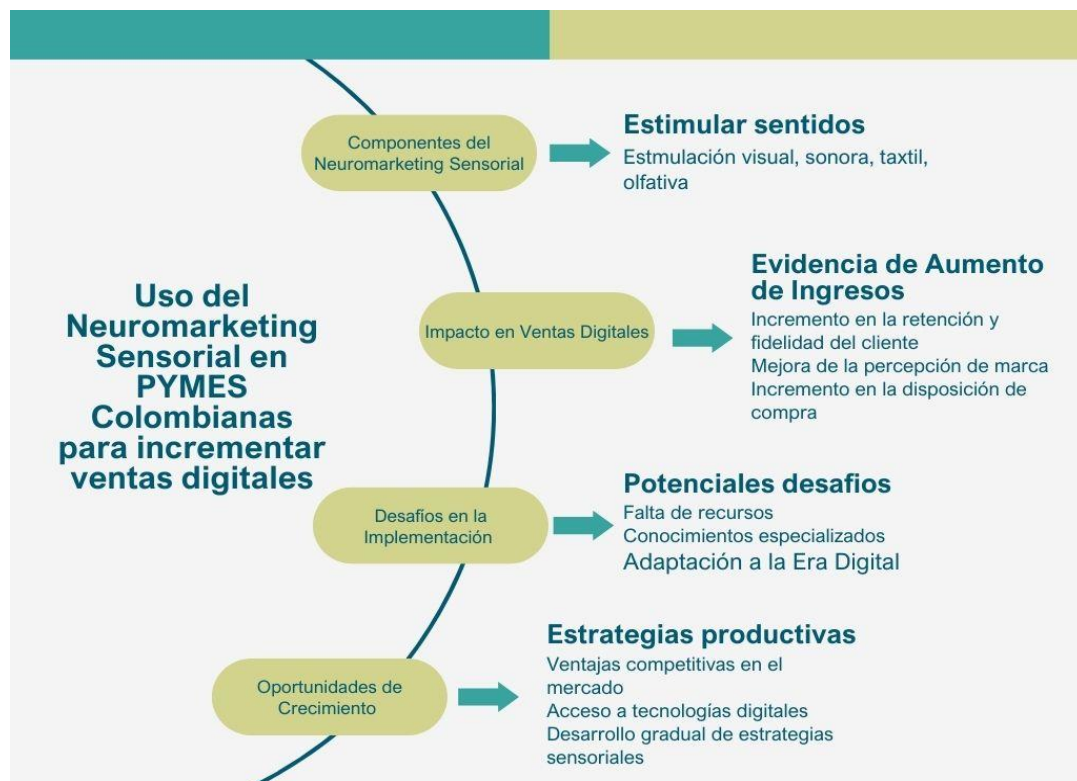 Uso del
Neuromarketing
Sensorial en
PYMES
Colombianas
para incrementar
ventas digitales
Componentes del
Neuromarketing Sensorial
Estimular sentidos
Estmulación visual, sonora, taxtil,
olfativa
Impacto en Ventas Digitales
Evidencia de Aumento
de Ingresos
Incremento en la retención y
fidelidad del cliente
Mejora de la percepción de marca
Incremento en la disposición de
compra
Desafíos en la
Implementación
Potenciales desafios
Falta de recursos
Conocimientos especializados
Adaptación a la Era Digital
Oportunidades de
Crecimiento
Estrategias productivas
Ventajas competitivas en el
mercado
Acceso a tecnologías digitales
Desarrollo gradual de estrategias
sensoriales